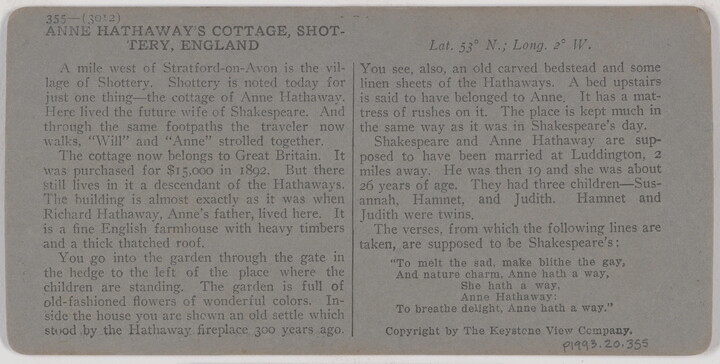 355—(3012)
ANNE HATHAWAY'S COTTAGE, SHOT-
TERY, ENGLAND
A mile west of Stratford-on-Avon is the vil-
lage of Shottery. Shottery is noted today for
just one thing—the cottage of Anne Hathaway.
Here lived the future wife of Shakespeare. And
through the same footpaths the traveler now
walks, "Will" and "Anne" strolled together.
The cottage now belongs to Great Britain. It
was purchased for $15,000 in 1892. But there
still lives in it a descendant of the Hathaways.
The building is almost exactly as it was when
Richard Hathaway, Anne's father, lived here. It
is a fine English farmhouse with heavy timbers
and a thick thatched roof.
You go into the garden through the gate in
the hedge to the left of the place where the
children are standing. The garden is full of
old-fashioned flowers of wonderful colors. In-
side the house you are shown an old settle which
stood by the Hathaway fireplace 300 years ago.
Lat. 53° N.; Long. 2° W.
You see, also, an old carved bedstead and some
linen sheets of the Hathaways. A bed upstairs
is said to have belonged to Anne. It has a mat-
tress of rushes on it. The place is kept much in
the same way as it was in Shakespeare's day.
Shakespeare and Anne Hathaway are sup-
posed to have been married at Luddington, 2
miles away. He was then 19 and she was about
26 years of age. They had three children—Sus-
annah, Hamnet, and Judith. Hamnet and
Judith were twins.
The verses, from which the following lines are
taken, are supposed to be Shakespeare's:
"To melt the sad, make blithe the gay,
And nature charm, Anne hath a way,
She hath a way,
Anne Hathaway:
To breathe delight, Anne hath a way."
Copyright by The Keystone View Company.
P1993.20.355